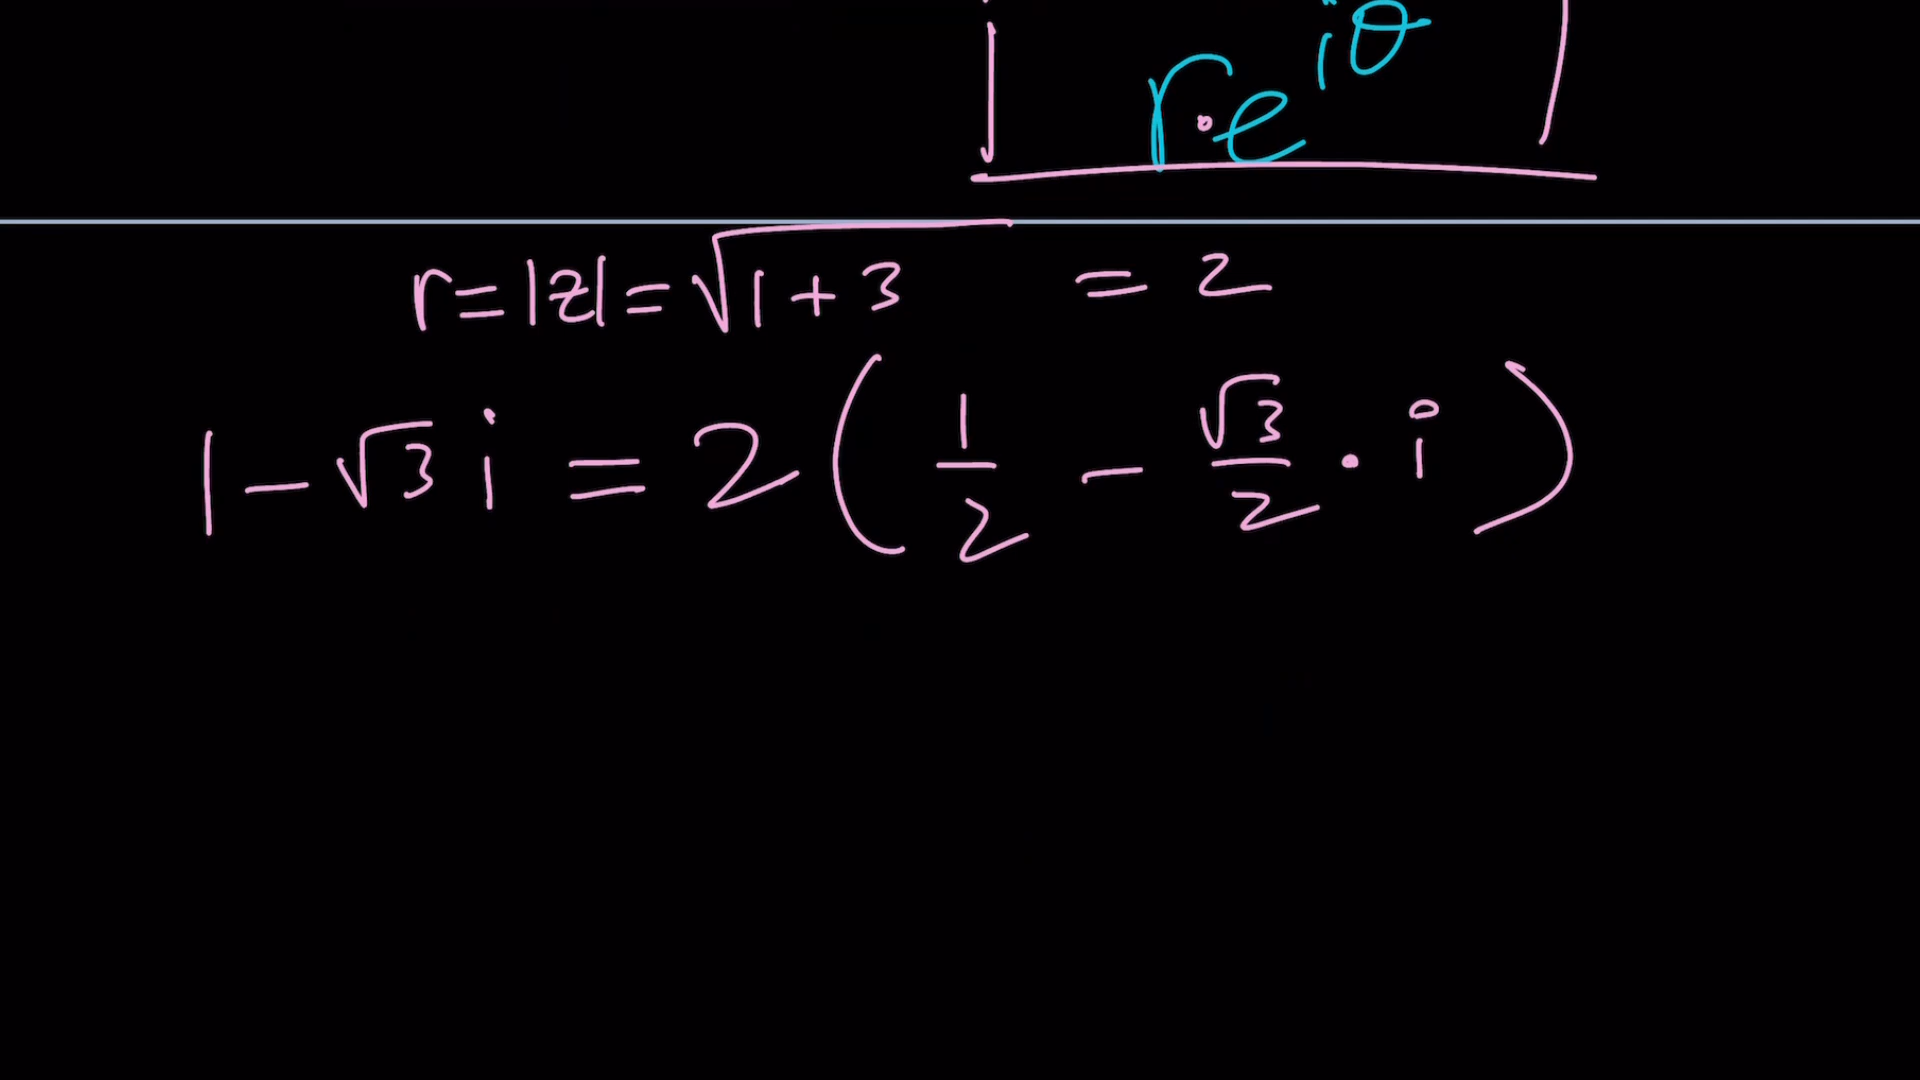 r·e^{iθ}
r = |z| = √(1+3) = 2
1 - √3 i = 2 ( 1/2 - √3/2 · i )